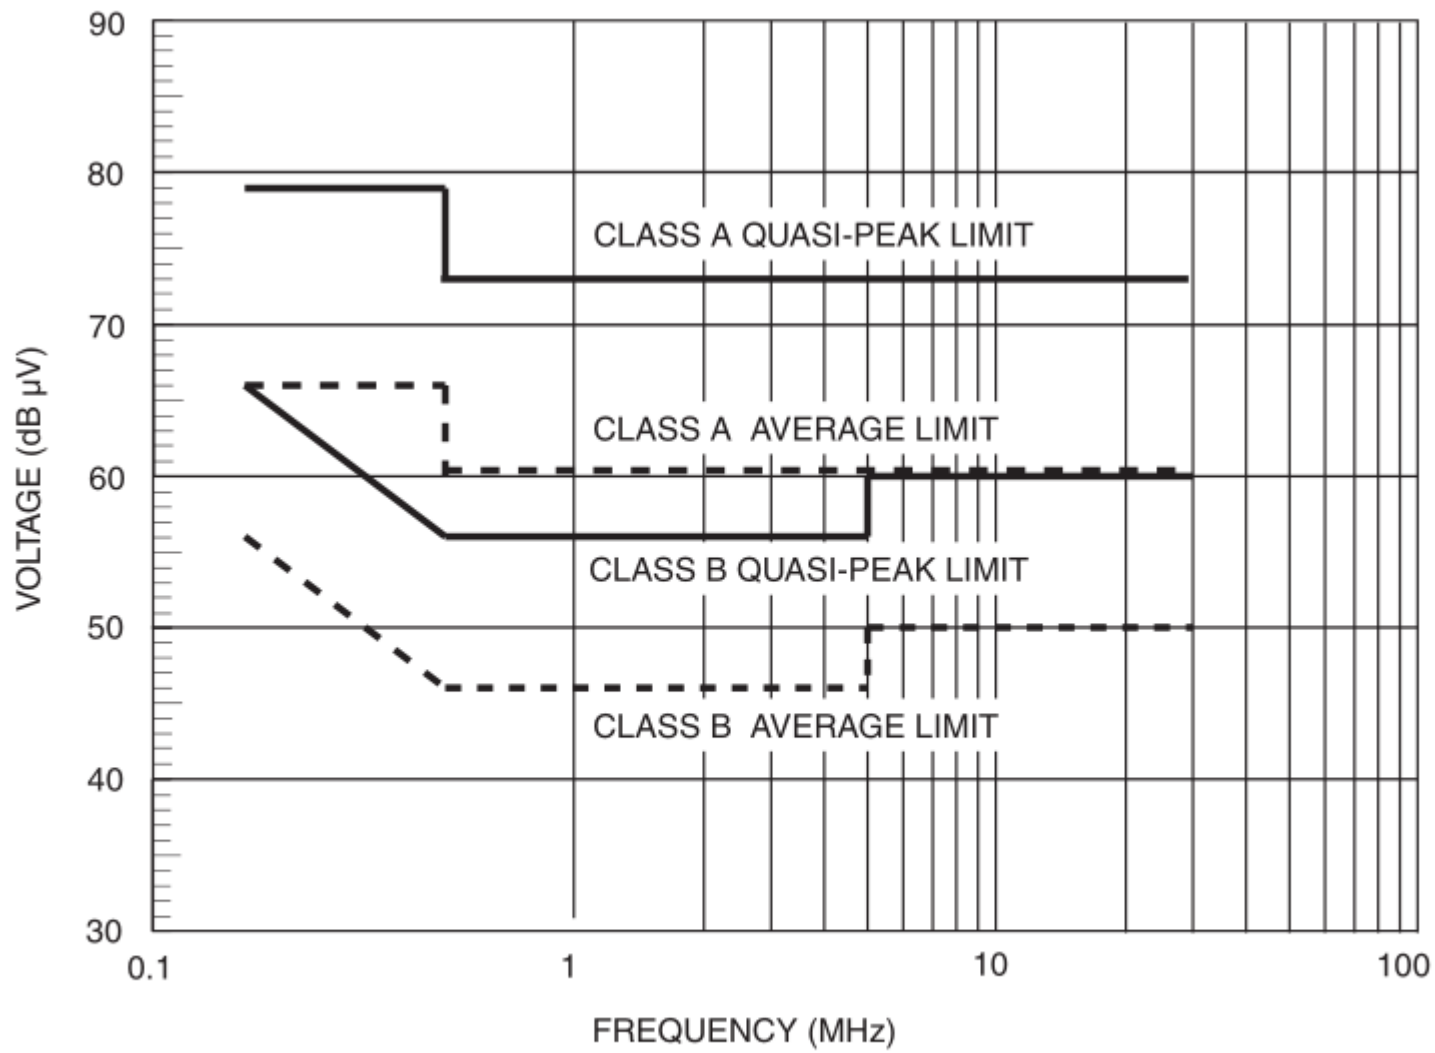 90
80
70
60
50
40
30
VOLTAGE (dB µV)
CLASS A QUASI-PEAK LIMIT
CLASS A AVERAGE LIMIT
CLASS B QUASI-PEAK LIMIT
CLASS B AVERAGE LIMIT
0.1 1 10 100
FREQUENCY (MHz)